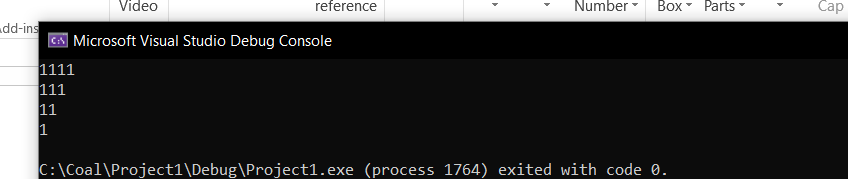 Video
reference
Number
Box
Parts
Cap
Add-ins
Microsoft Visual Studio Debug Console
1111
111
11
1
C:\Coal\Project1\Debug\Project1.exe (process 1764) exited with code 0.